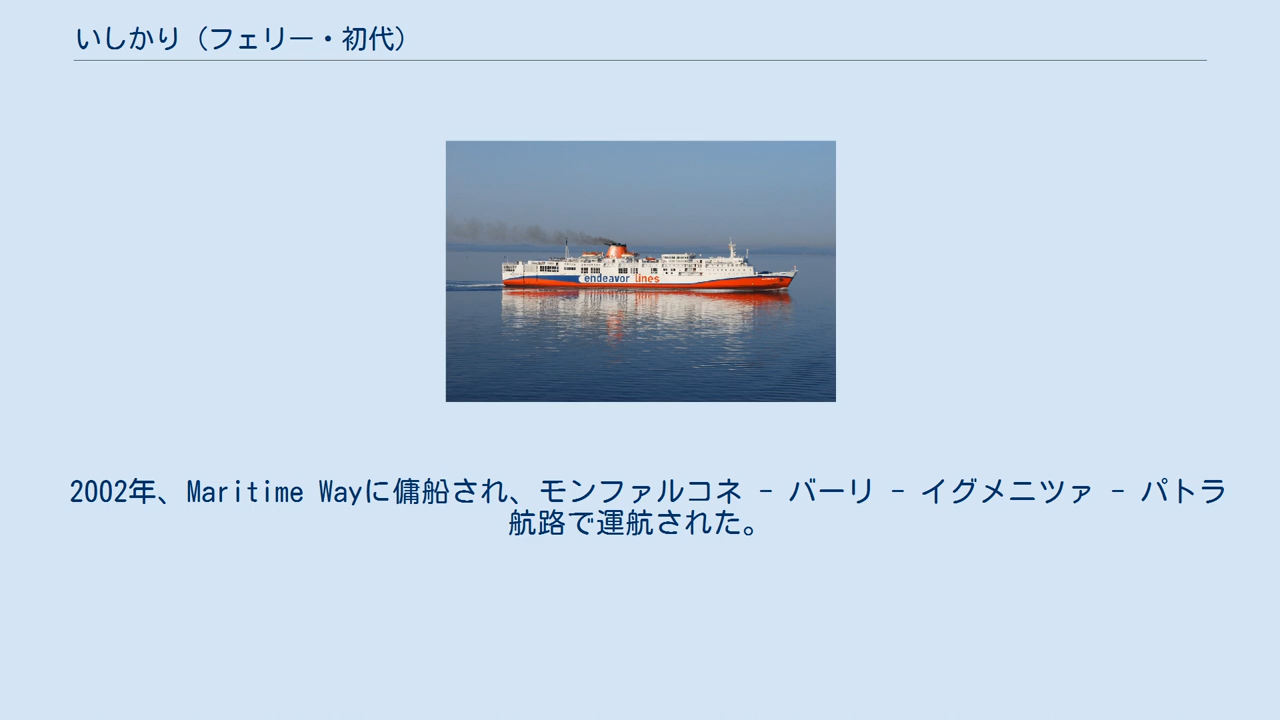 いしかり（フェリー・初代）
endeavor lines
2002年、Maritime Wayに傭船され、モンファルコネ - バーリ - イグメニツァ - パトラ
航路で運航された。